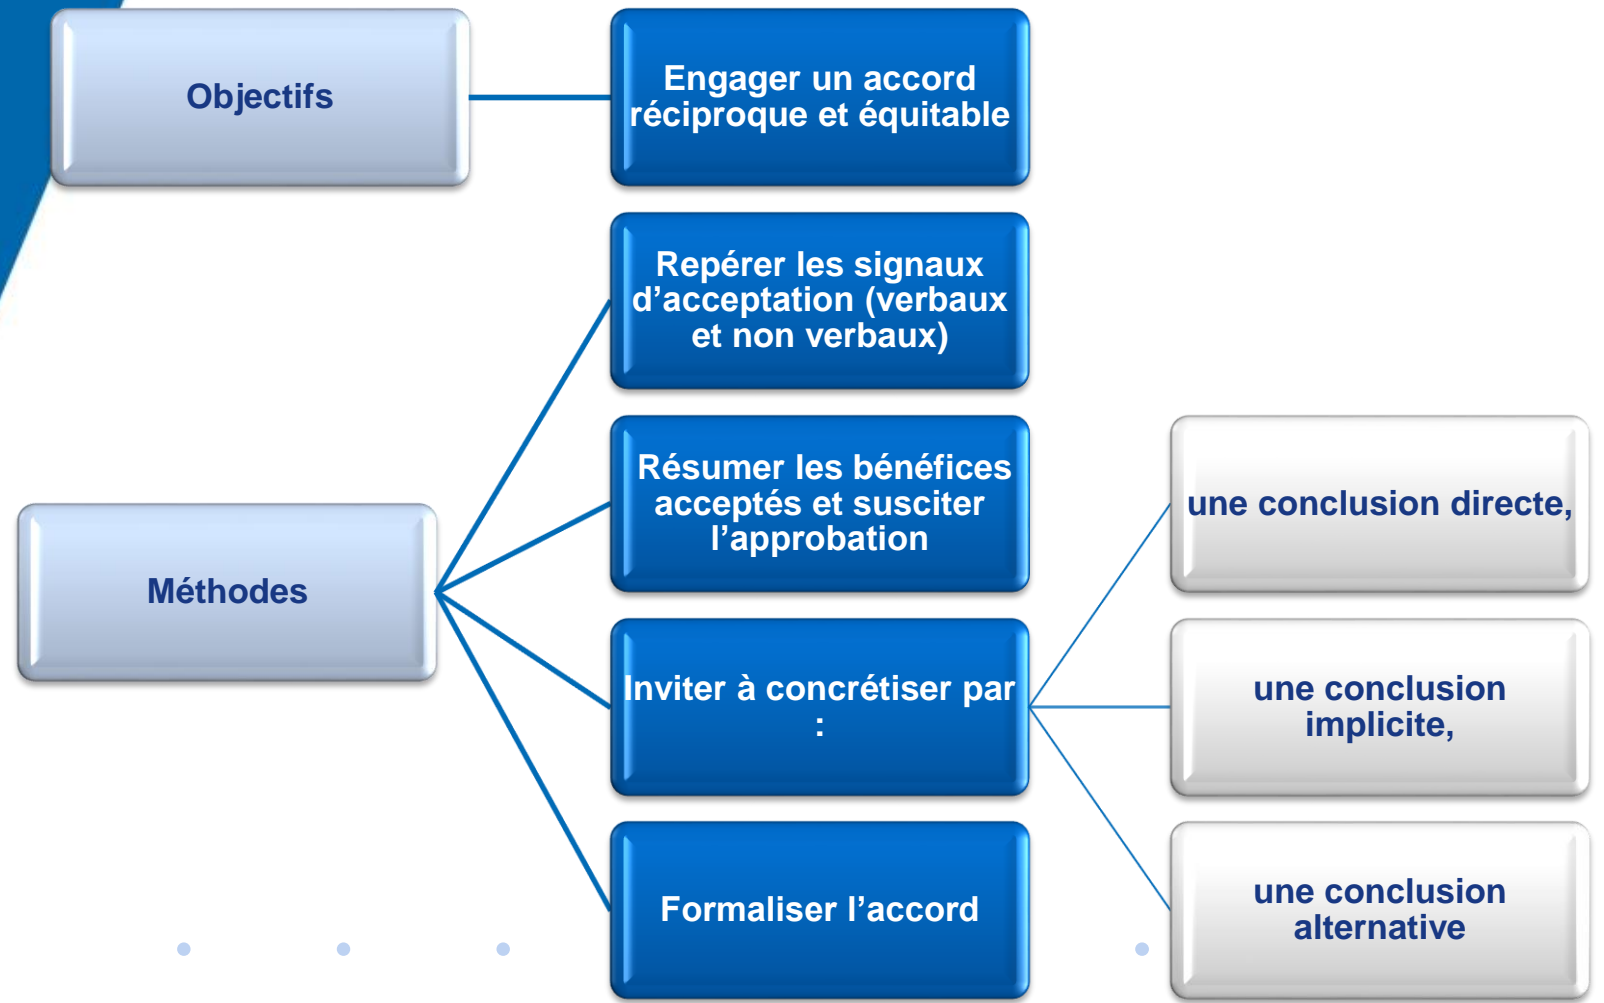 Objectifs
Engager un accord
réciproque et équitable
Repérer les signaux
d’acceptation (verbaux
et non verbaux)
Résumer les bénéfices
acceptés et susciter
l’approbation
Méthodes
Inviter à concrétiser par
:
Formaliser l’accord
une conclusion directe,
une conclusion
implicite,
une conclusion
alternative